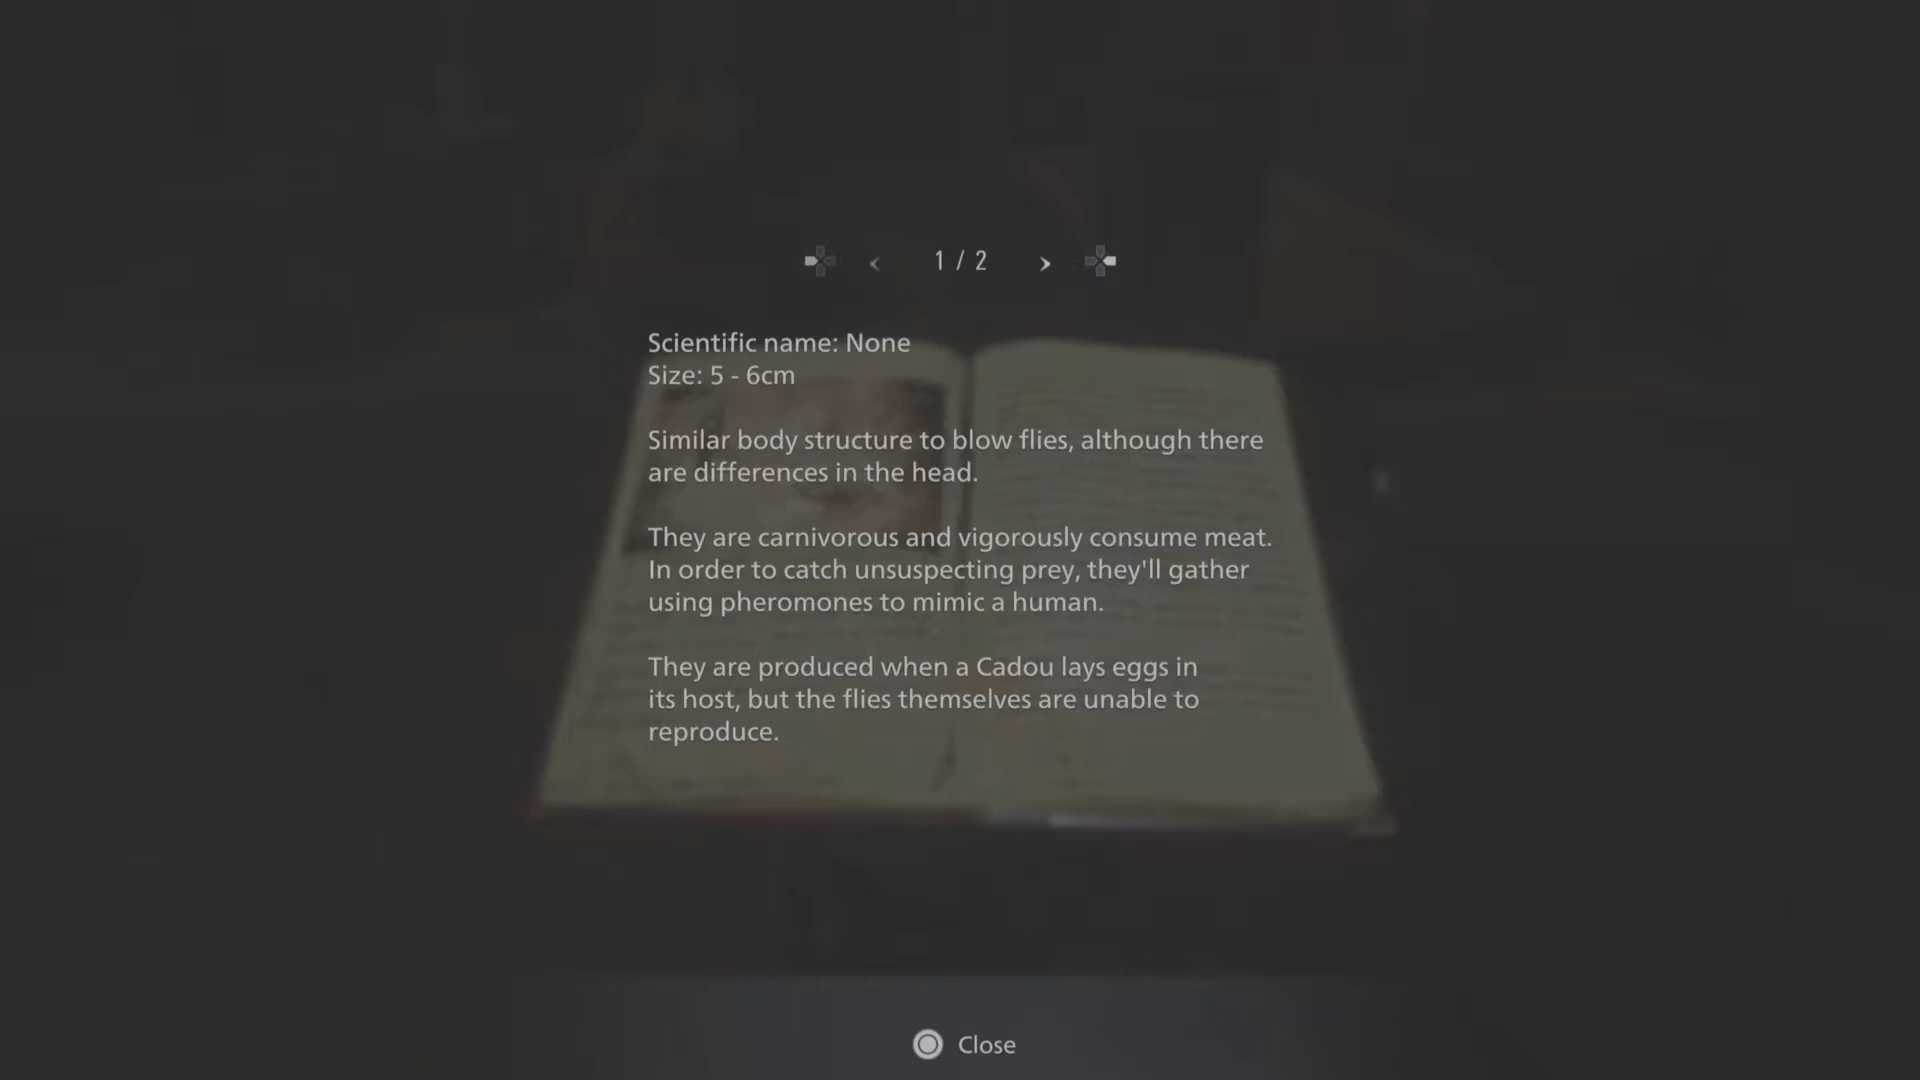 < 1 / 2 >
Scientific name: None
Size: 5 - 6cm
Similar body structure to blow flies, although there
are differences in the head.
They are carnivorous and vigorously consume meat.
In order to catch unsuspecting prey, they'll gather
using pheromones to mimic a human.
They are produced when a Cadou lays eggs in
its host, but the flies themselves are unable to
reproduce.
Close